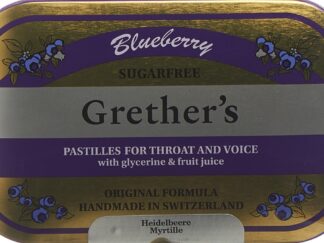 Blueberry
SUGARFREE
Grether's
PASTILLES FOR THROAT AND VOICE
with glycerine & fruit juice
ORIGINAL FORMULA
HANDMADE IN SWITZERLAND
Heidelbeere
Myrtille